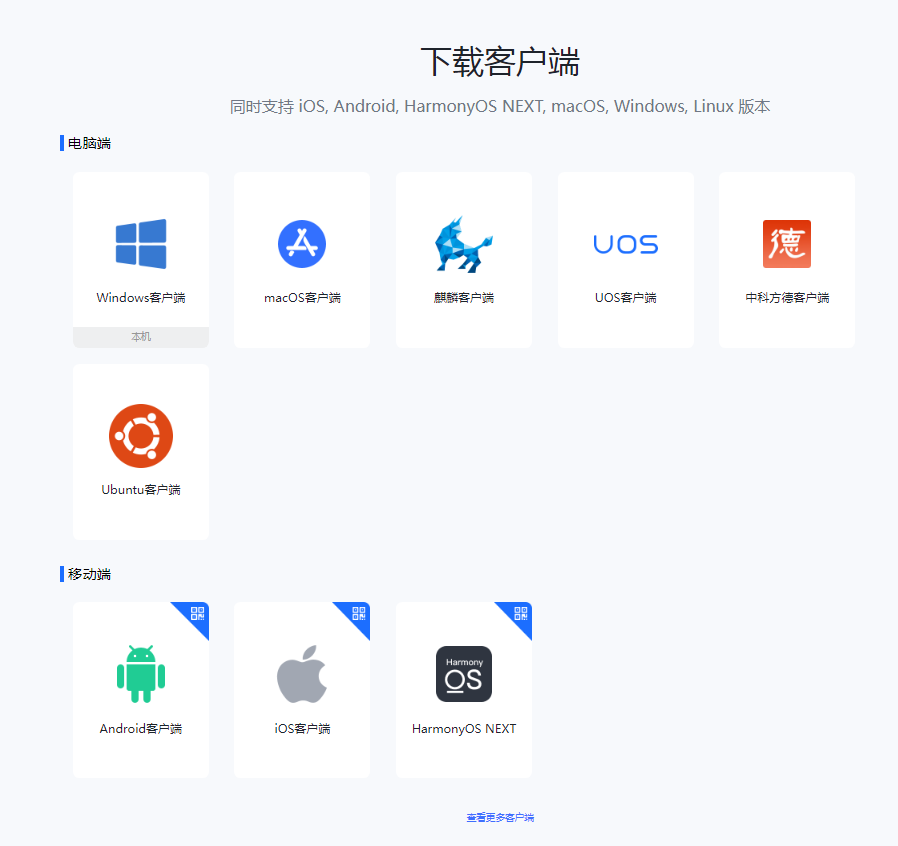 下载客户端
同时支持 iOS, Android, HarmonyOS NEXT, macOS, Windows, Linux 版本
电脑端
Windows客户端
本机
macOS客户端
麒麟客户端
UOS
UOS客户端
德
中科方德客户端
Ubuntu客户端
移动端
Android客户端
iOS客户端
Harmony
OS
HarmonyOS NEXT
查看更多客户端